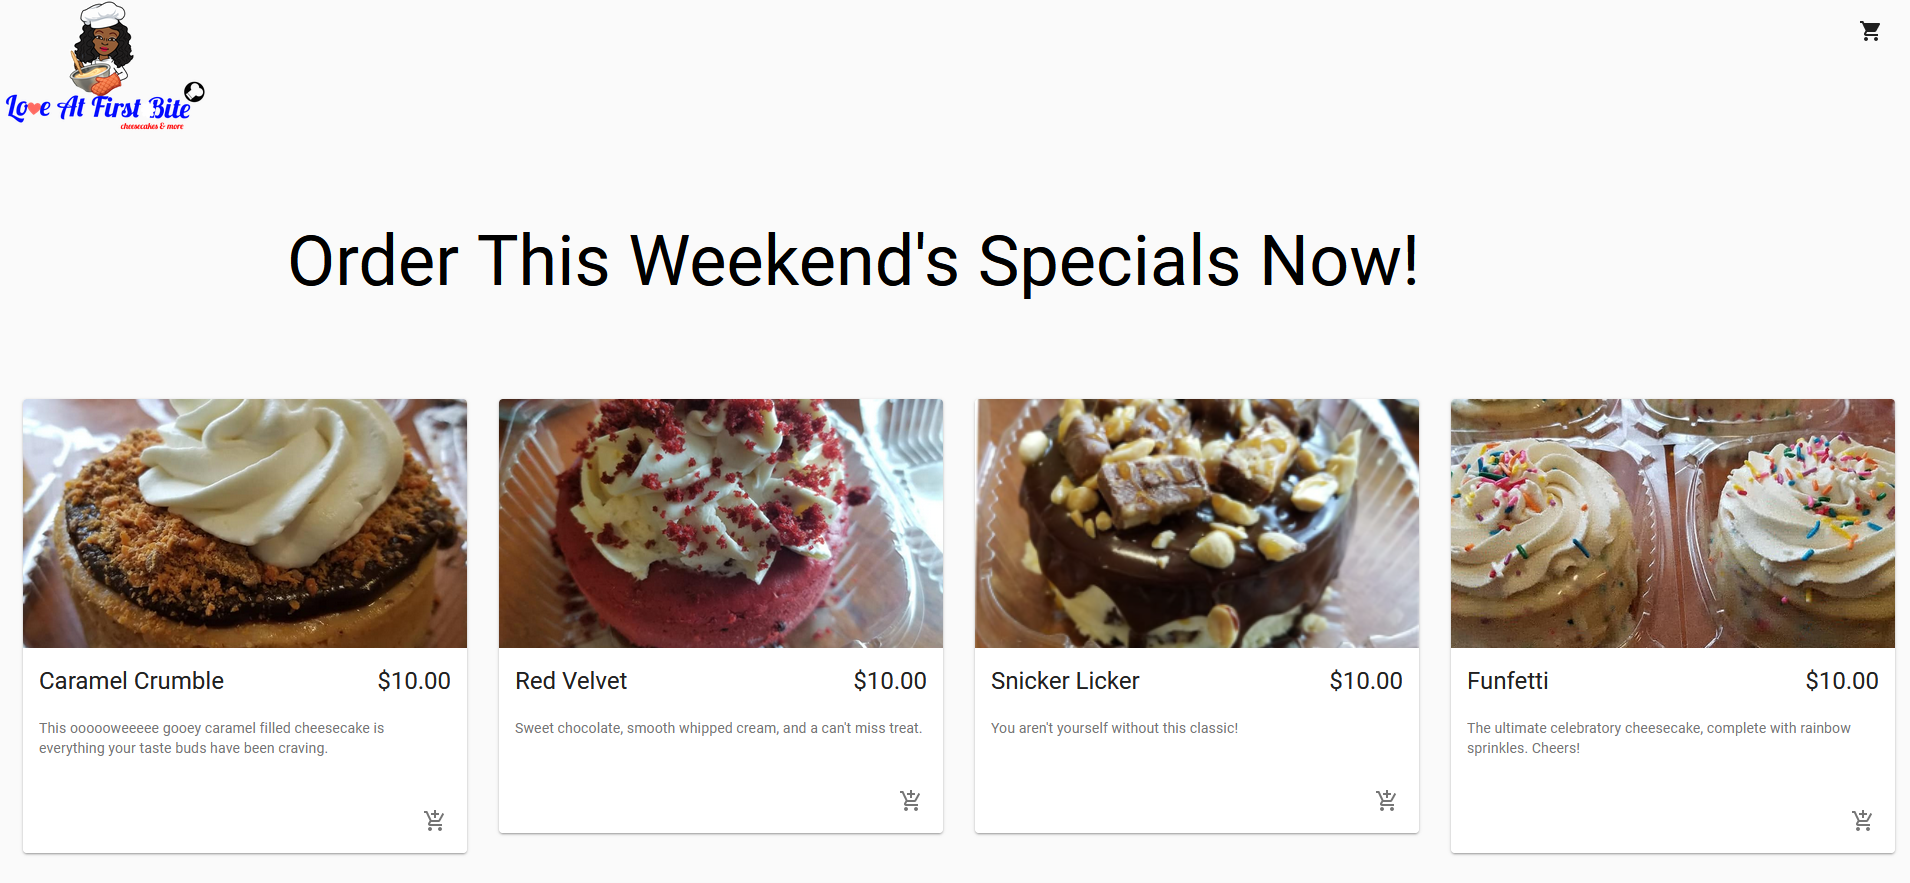 Love At First Bite
cheesecakes & more
Order This Weekend's Specials Now!
Caramel Crumble $10.00
This oooooweeeee gooey caramel filled cheesecake is
everything your taste buds have been craving.
Red Velvet $10.00
Sweet chocolate, smooth whipped cream, and a can't miss treat.
Snicker Licker $10.00
You aren't yourself without this classic!
Funfetti $10.00
The ultimate celebratory cheesecake, complete with rainbow
sprinkles. Cheers!